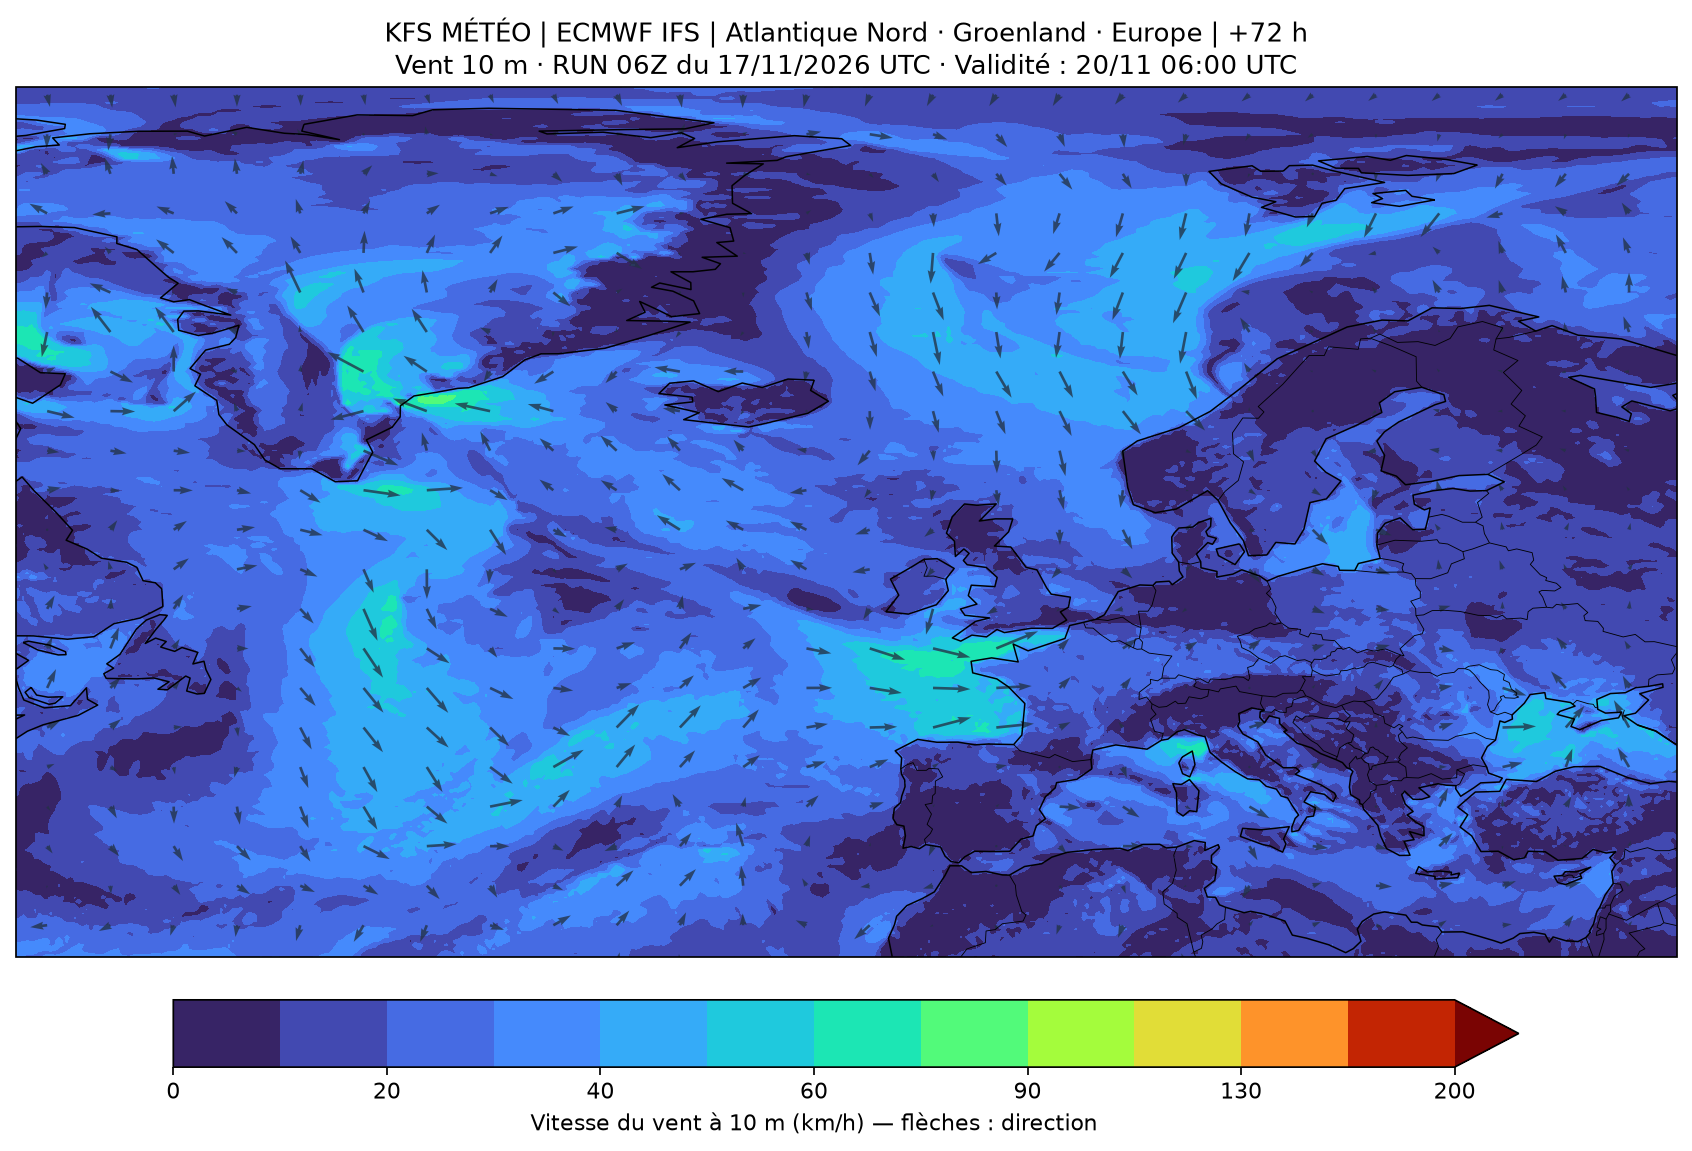 KFS MÉTÉO | ECMWF IFS | Atlantique Nord · Groenland · Europe | +72 h
Vent 10 m · RUN 06Z du 17/11/2026 UTC · Validité : 20/11 06:00 UTC
0 20 40 60 90 130 200
Vitesse du vent à 10 m (km/h) — flèches : direction